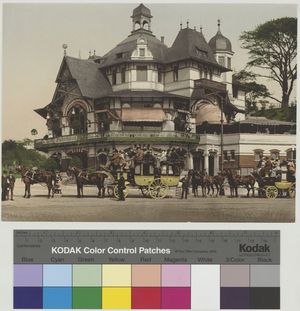 KODAK Color Control Patches
Kodak
Blue Cyan Green Yellow Red Magenta White 3/Color Black